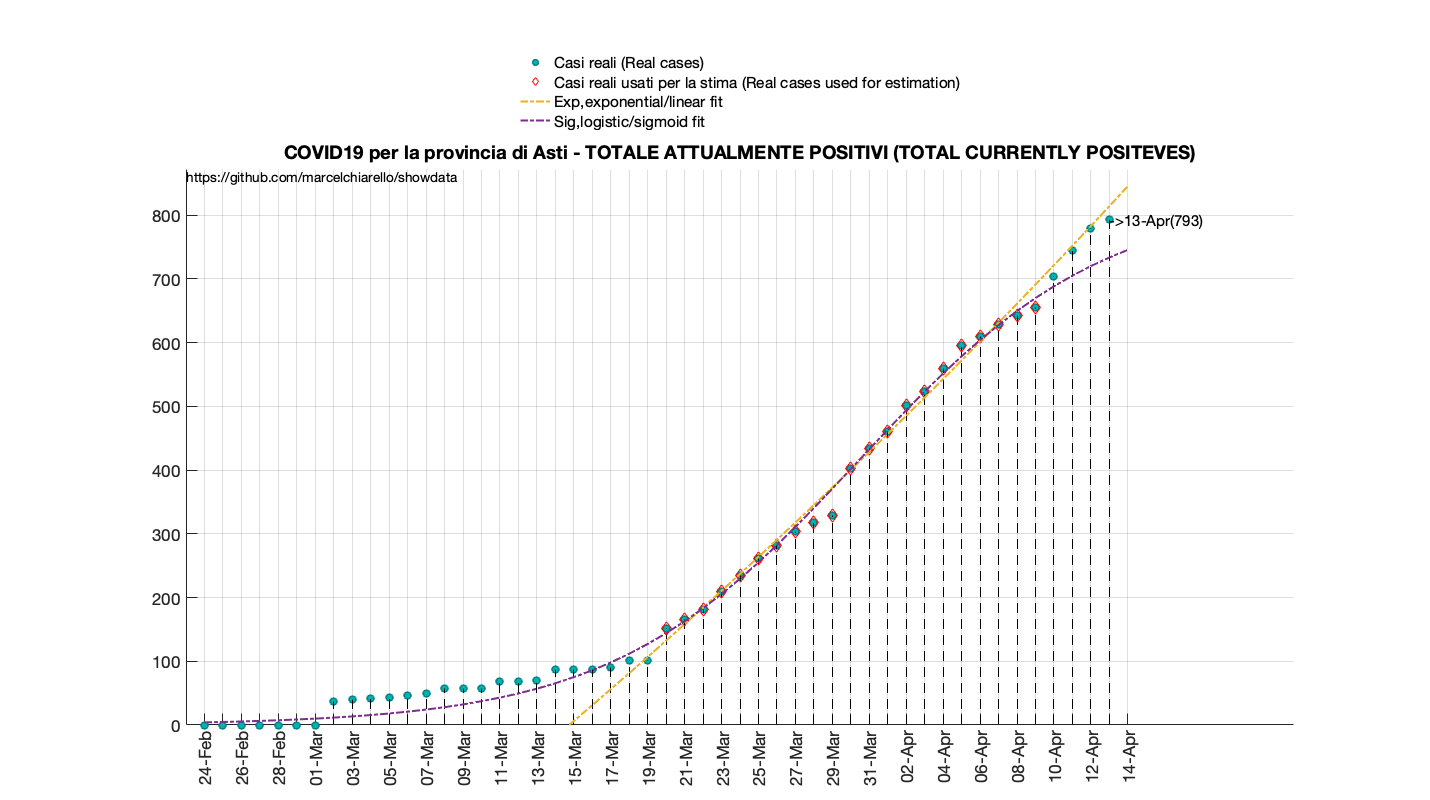 Casi reali (Real cases)
Casi reali usati per la stima (Real cases used for estimation)
Exp,exponential/linear fit
Sig,logistic/sigmoid fit
COVID19 per la provincia di Asti - TOTALE ATTUALMENTE POSITIVI (TOTAL CURRENTLY POSITEVES)
https://github.com/marcelchiarello/showdata
800
->13-Apr(793)
700
600
500
400
300
200
100
0
24-Feb
26-Feb
28-Feb
01-Mar
03-Mar
05-Mar
07-Mar
09-Mar
11-Mar
13-Mar
15-Mar
17-Mar
19-Mar
21-Mar
23-Mar
25-Mar
27-Mar
29-Mar
31-Mar
02-Apr
04-Apr
06-Apr
08-Apr
10-Apr
12-Apr
14-Apr